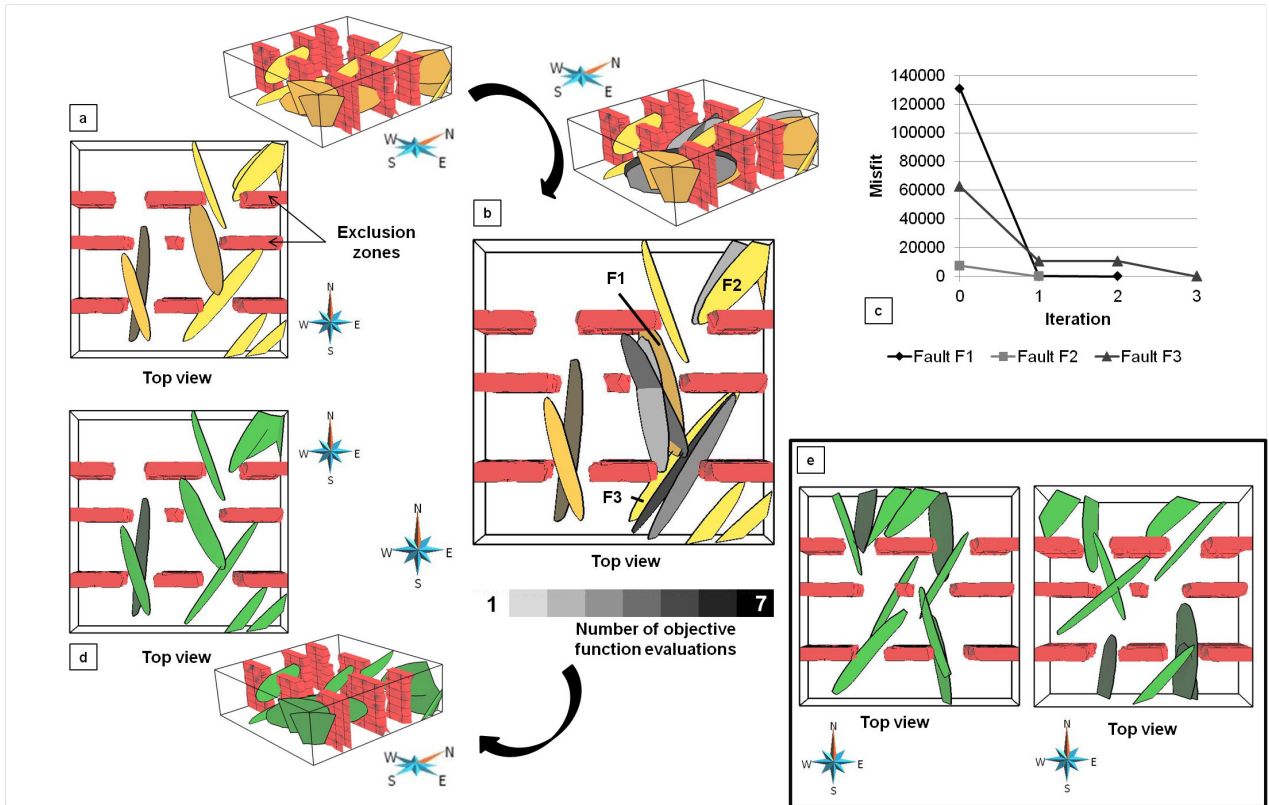 a
W N
S E
Exclusion
zones
N
W E
S
Top view
W N
S E
b
F1
F2
F3
Top view
N
W E
S
1 7
Number of objective
function evaluations
140000
120000
100000
80000
60000
40000
20000
0
Misfit
0 1 2 3
Iteration
c
Fault F1 Fault F2 Fault F3
N
W E
S
d
Top view
W N
S E
e
Top view
N
W E
S
Top view
N
W E
S